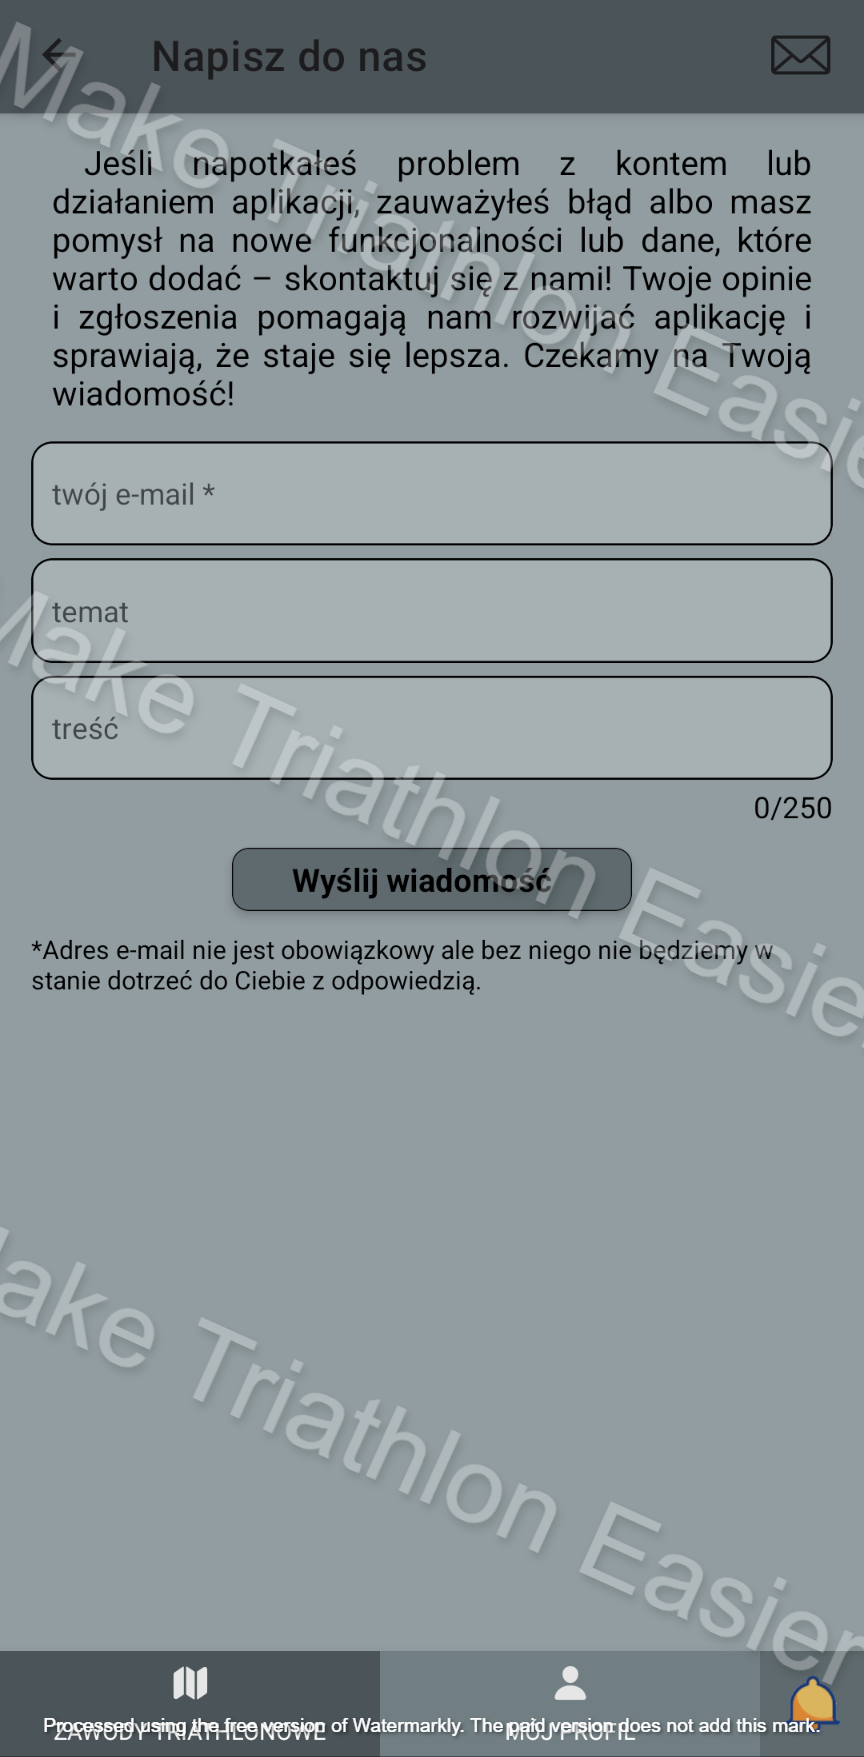 Napisz do nas
Jeśli napotkałeś problem z kontem lub
działaniem aplikacji, zauważyłeś błąd albo masz
pomysł na nowe funkcjonalności lub dane, które
warto dodać – skontaktuj się z nami! Twoje opinie
i zgłoszenia pomagają nam rozwijać aplikację i
sprawiają, że staje się lepsza. Czekamy na Twoją
wiadomość!
twój e-mail *
temat
treść
0/250
Wyślij wiadomość
*Adres e-mail nie jest obowiązkowy ale bez niego nie będziemy w
stanie dotrzeć do Ciebie z odpowiedzią.
Make Triathlon Easie
Make Triathlon Easie
ake Triathlon Easier
Processed using the free version of Watermarkly. The paid version does not add this mark.
ZAWODY TRIATHLONOWE
MÓJ PROFIL